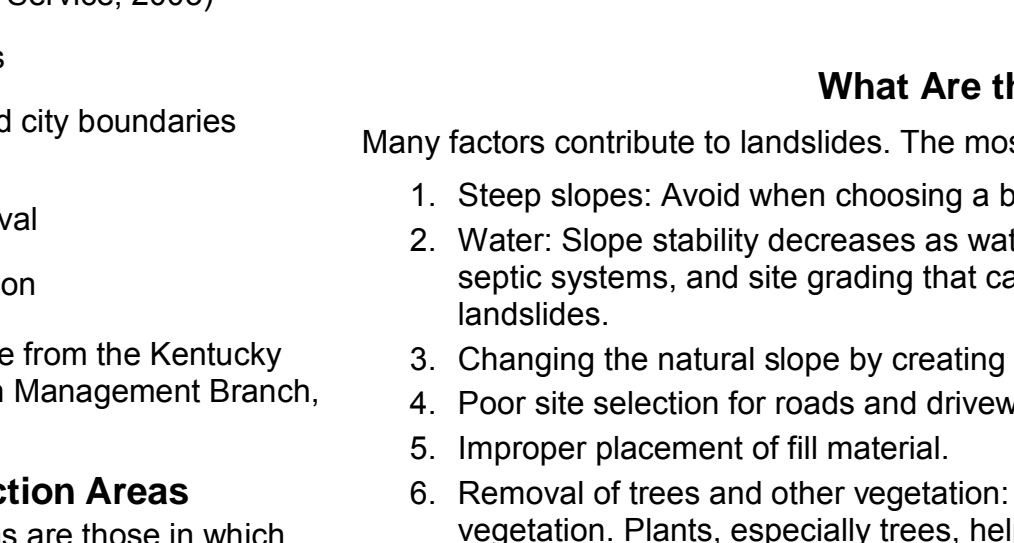 Service, 2003)
s
d city boundaries
val
on
e from the Kentucky
Management Branch,
ction Areas
s are those in which
What Are th
Many factors contribute to landslides. The mos
1. Steep slopes: Avoid when choosing a b
2. Water: Slope stability decreases as wat
septic systems, and site grading that ca
landslides.
3. Changing the natural slope by creating
4. Poor site selection for roads and drivew
5. Improper placement of fill material.
6. Removal of trees and other vegetation:
vegetation. Plants, especially trees, hel